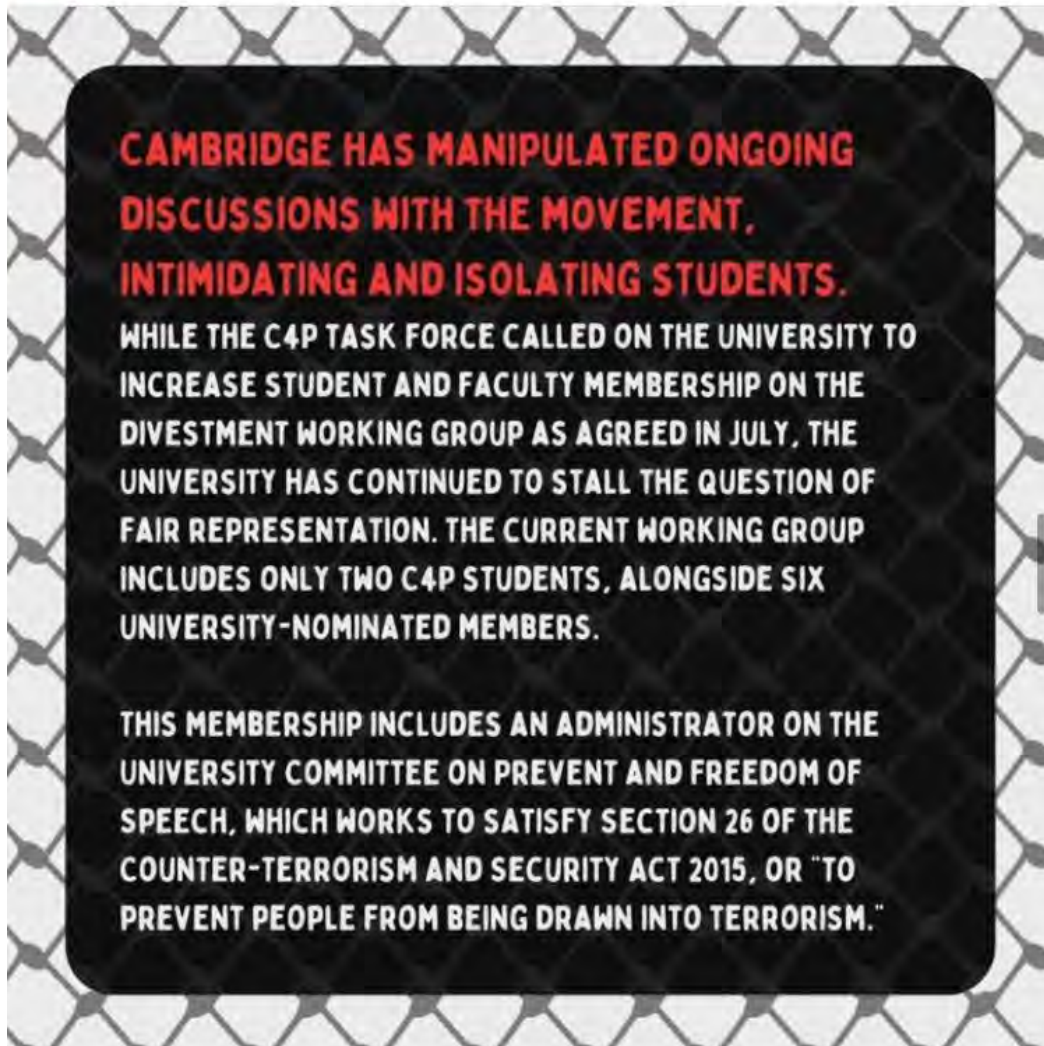 CAMBRIDGE HAS MANIPULATED ONGOING
DISCUSSIONS WITH THE MOVEMENT,
INTIMIDATING AND ISOLATING STUDENTS.
WHILE THE C4P TASK FORCE CALLED ON THE UNIVERSITY TO
INCREASE STUDENT AND FACULTY MEMBERSHIP ON THE
DIVESTMENT WORKING GROUP AS AGREED IN JULY, THE
UNIVERSITY HAS CONTINUED TO STALL THE QUESTION OF
FAIR REPRESENTATION. THE CURRENT WORKING GROUP
INCLUDES ONLY TWO C4P STUDENTS, ALONGSIDE SIX
UNIVERSITY-NOMINATED MEMBERS.
THIS MEMBERSHIP INCLUDES AN ADMINISTRATOR ON THE
UNIVERSITY COMMITTEE ON PREVENT AND FREEDOM OF
SPEECH, WHICH WORKS TO SATISFY SECTION 26 OF THE
COUNTER-TERRORISM AND SECURITY ACT 2015, OR "TO
PREVENT PEOPLE FROM BEING DRAWN INTO TERRORISM."